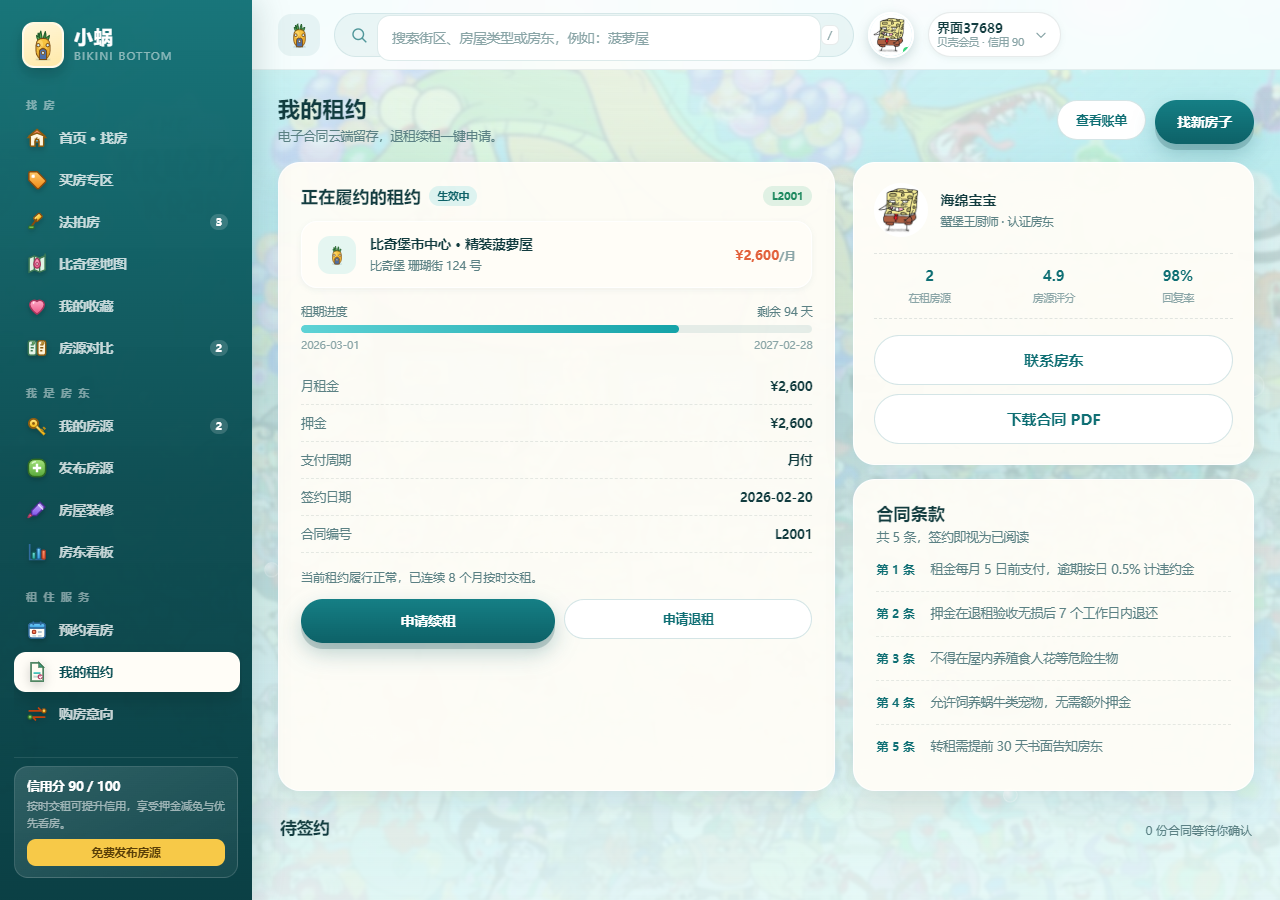 小蜗
BIKINI BOTTOM
找房
首页 • 找房
买房专区
法拍房 3
比奇堡地图
我的收藏
房源对比 2
我是房东
我的房源 2
发布房源
房屋装修
房东看板
租住服务
预约看房
我的租约
购房意向
信用分 90 / 100
按时交租可提升信用，享受押金减免与优
先看房。
免费发布房源
搜索街区、房屋类型或房东，例如：菠萝屋
/
界面37689
贝壳会员 · 信用 90
我的租约
电子合同云端留存，退租续租一键申请。
查看账单
找新房子
正在履约的租约 生效中 L2001
比奇堡市中心 • 精装菠萝屋
比奇堡 珊瑚街 124 号
¥2,600/月
租期进度 剩余 94 天
2026-03-01 2027-02-28
月租金 ¥2,600
押金 ¥2,600
支付周期 月付
签约日期 2026-02-20
合同编号 L2001
当前租约履行正常，已连续 8 个月按时交租。
申请续租 申请退租
海绵宝宝
蟹堡王厨师 · 认证房东
2 4.9 98%
在租房源 房源评分 回复率
联系房东
下载合同 PDF
合同条款
共 5 条，签约即视为已阅读
第 1 条 租金每月 5 日前支付，逾期按日 0.5% 计违约金
第 2 条 押金在退租验收无损后 7 个工作日内退还
第 3 条 不得在屋内养殖食人花等危险生物
第 4 条 允许饲养蜗牛类宠物，无需额外押金
第 5 条 转租需提前 30 天书面告知房东
待签约 0 份合同等待你确认